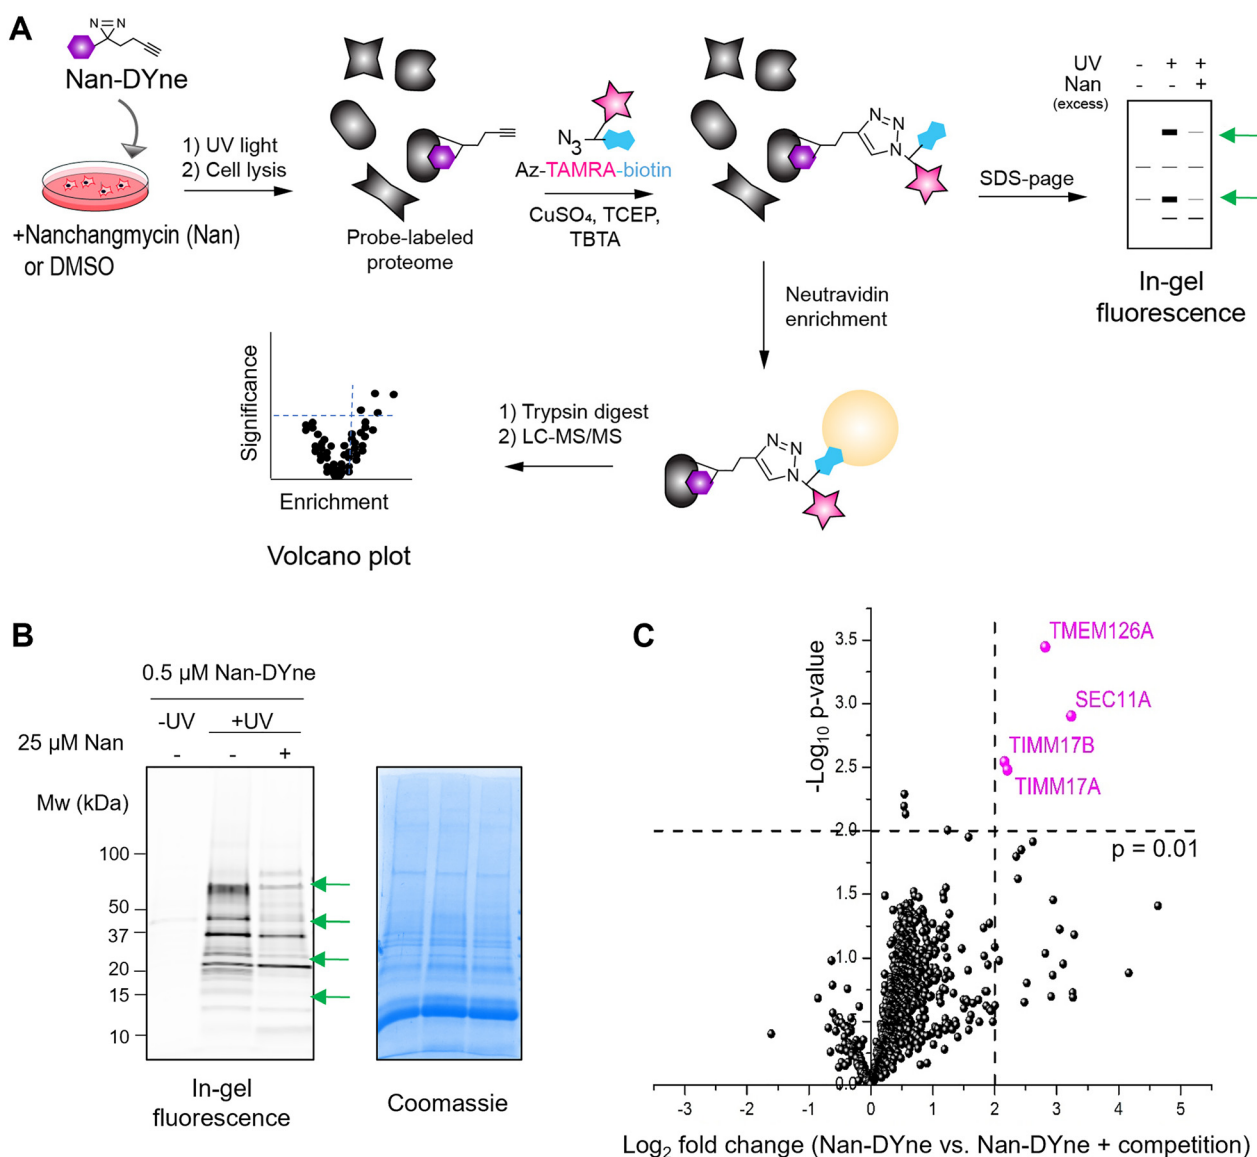 A
N=N
Nan-DYne
+Nanchangmycin (Nan)
or DMSO
1) UV light
2) Cell lysis
Probe-labeled
proteome
N3
Az-TAMRA-biotin
CuSO₄, TCEP,
TBTA
N
N
N
SDS-page
UV - + +
Nan - - +
(excess)
In-gel
fluorescence
Neutravidin
enrichment
N
N
N
1) Trypsin digest
2) LC-MS/MS
Significance
Enrichment
Volcano plot
B
0.5 µM Nan-DYne
-UV +UV
25 µM Nan - - +
Mw (kDa)
100
50
37
20
15
10
In-gel
fluorescence
Coomassie
C
-Log10 p-value
3.5
3.0
2.5
2.0
1.5
1.0
0.5
0.0
TMEM126A
SEC11A
TIMM17B
TIMM17A
p = 0.01
-3 -2 -1 0 1 2 3 4 5
Log2 fold change (Nan-DYne vs. Nan-DYne + competition)